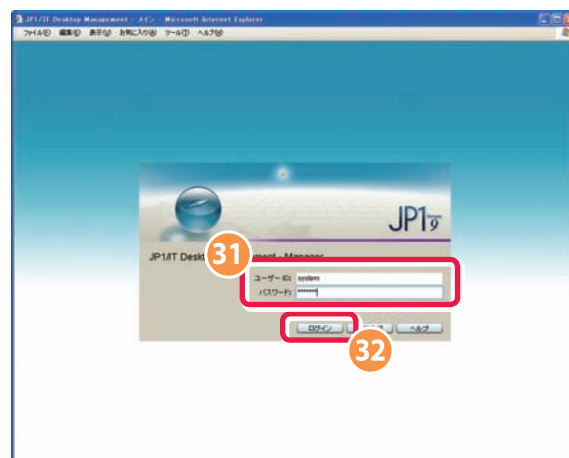 JP1/IT Desktop Management - メイン - Microsoft Internet Explorer
ファイル(F) 編集(E) 表示(V) お気に入り(A) ツール(T) ヘルプ(H)
JP1 9
JP1/IT Desk
ment - Manager
31
ユーザーID: system
パスワード: *******
ログイン ヘルプ
32